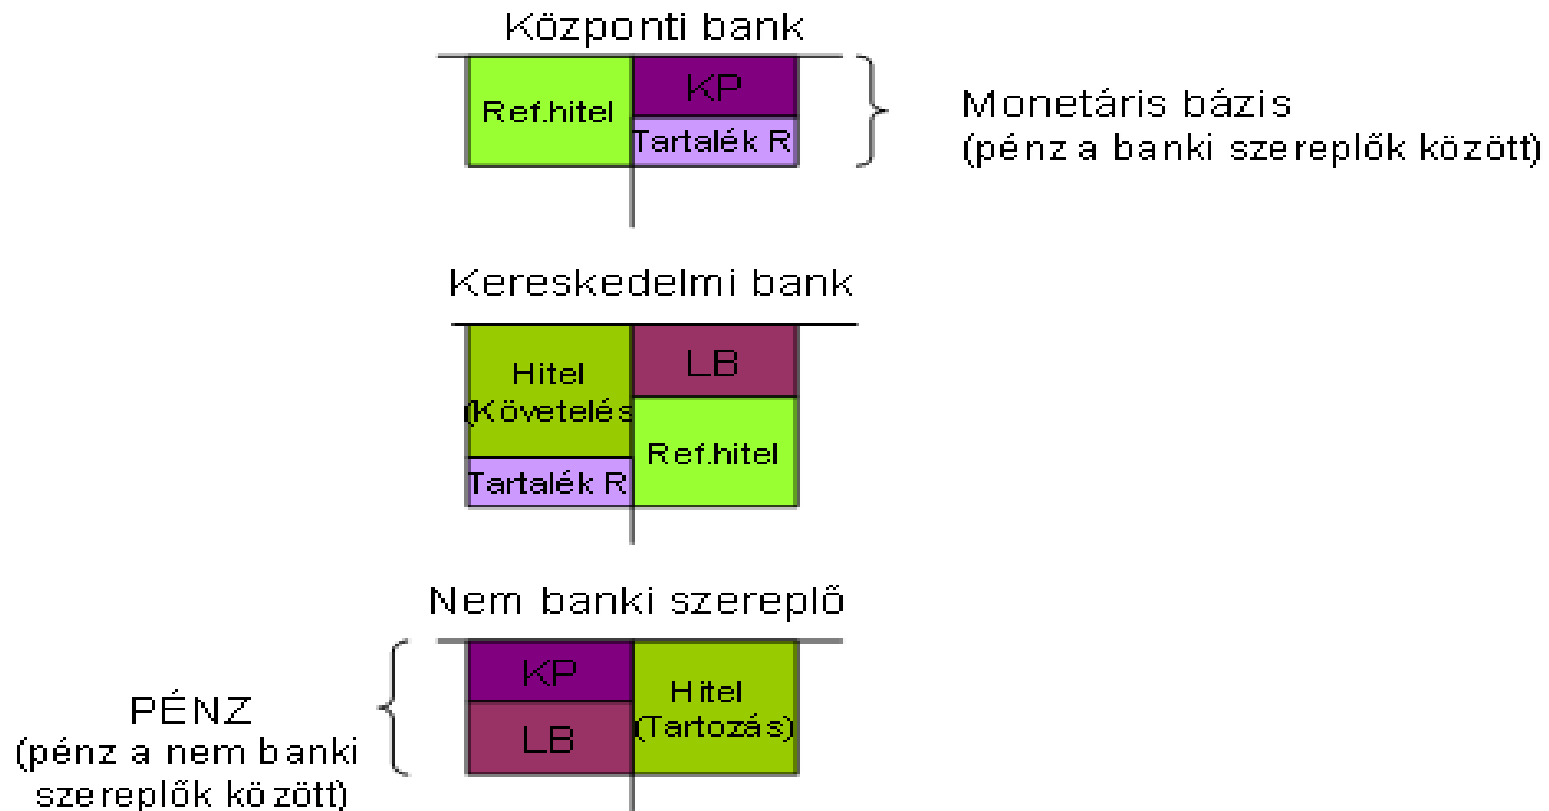 Központi bank
Ref.hitel
KP
Tartalék R
Monetáris bázis
(pénz a banki szereplők között)
Kereskedelmi bank
Hitel
(Követelés
Tartalék R
LB
Ref.hitel
Nem banki szereplő
KP
LB
Hitel
(Tartozás)
PÉNZ
(pénz a nem banki
szereplők között)